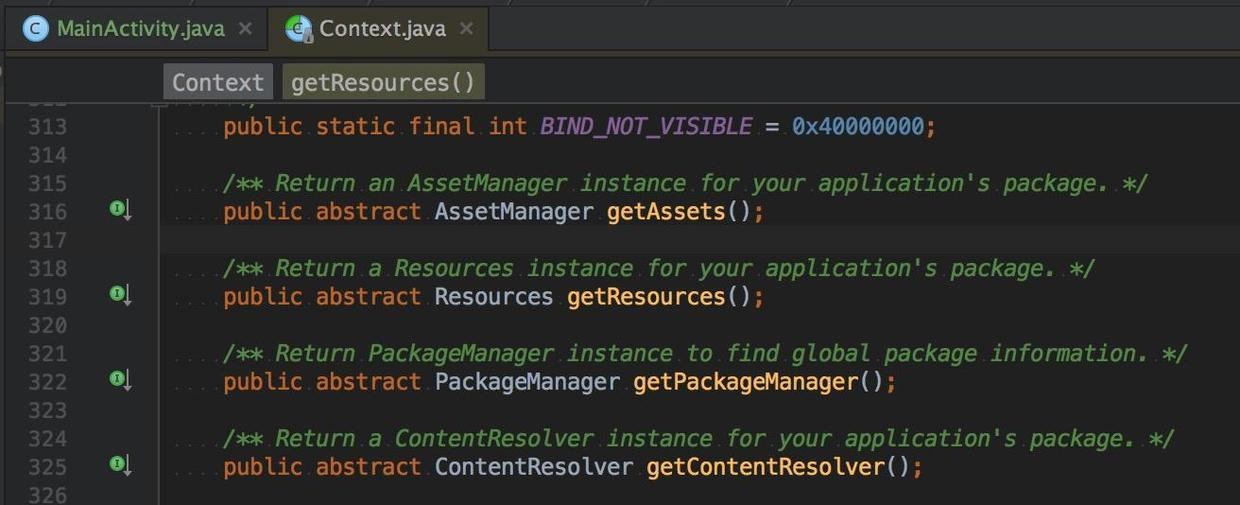 MainActivity.java × Context.java ×
Context getResources()
313 public static final int BIND_NOT_VISIBLE = 0x40000000;
314
315 /** Return an AssetManager instance for your application's package. */
316 public abstract AssetManager getAssets();
317
318 /** Return a Resources instance for your application's package. */
319 public abstract Resources getResources();
320
321 /** Return PackageManager instance to find global package information. */
322 public abstract PackageManager getPackageManager();
323
324 /** Return a ContentResolver instance for your application's package. */
325 public abstract ContentResolver getContentResolver();
326